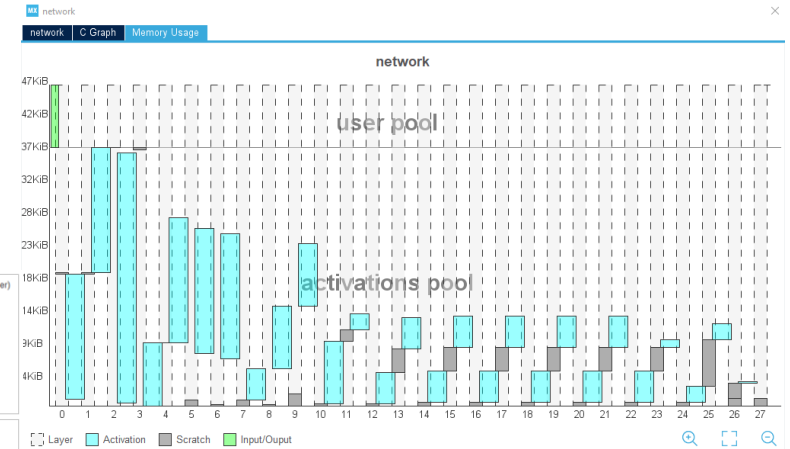 MX network
network C Graph Memory Usage
network
47KiB
42KiB
user pool
37KiB
32KiB
28KiB
23KiB
18KiB
activations pool
er)
14KiB
9KiB
4KiB
0 1 2 3 4 5 6 7 8 9 10 11 12 13 14 15 16 17 18 19 20 21 22 23 24 25 26 27
Layer Activation Scratch Input/Ouput